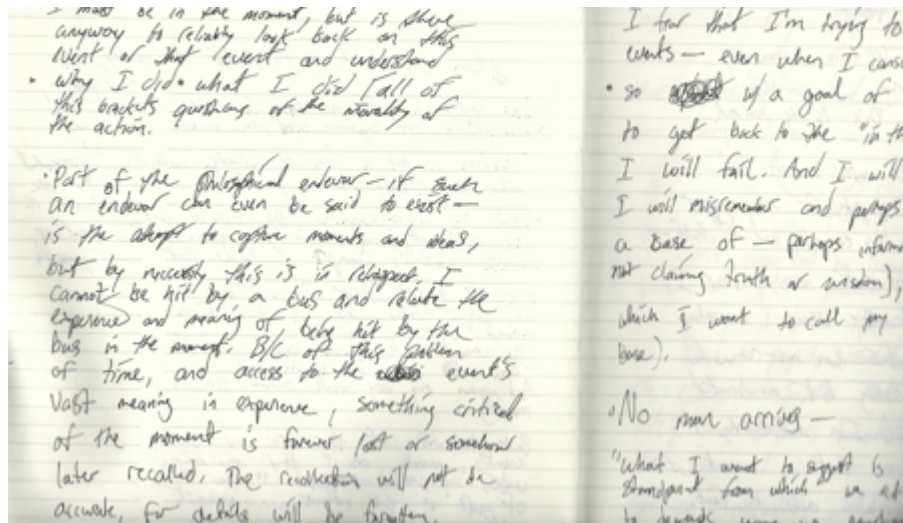 I must be in the moment, but is there
anyway to reliably look back on this
event or that event and understand
• why I did what I did [all of
this brackets questions of the morality of
the action.
• Part of the philosophical endevor — if such
an endevor can even be said to exist —
is the attempt to capture moments and ideas,
but by necessity this is in retrospect. I
cannot be hit by a bus and relate the
experience and meaning of being hit by the
bus in the moment. B/C of this problem
of time, and access to the event's
vast meaning in experience, something critical
of the moment is forever lost or somehow
later recalled. The recollection will not be
accurate, for details will be forgotten.
I fear that I'm trying to
events — even when I
• so w/ a goal of
to get back to the "in th
I will fail. And I will
I will misremember and perhaps
a base of — perhaps
not claiming truth or wisdom),
which I want to call my
base).
• No man arrives —
"What I want to suggest is
standpoint from which we
to